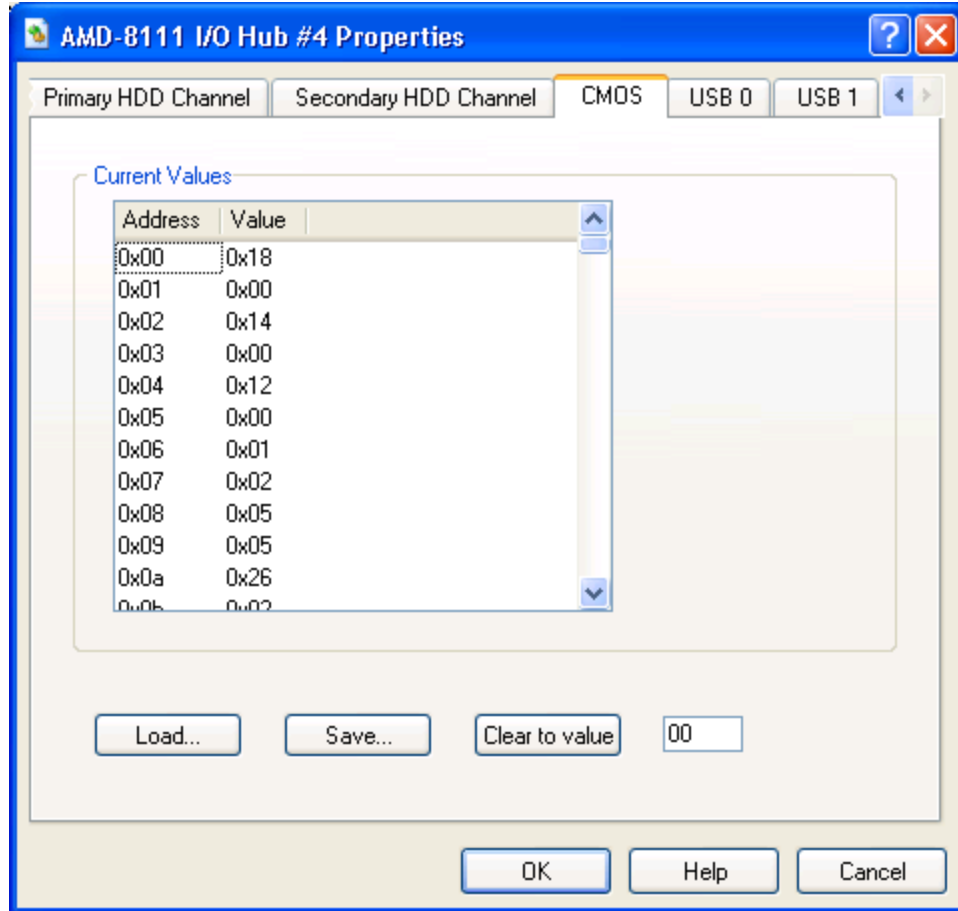 AMD-8111 I/O Hub #4 Properties
Primary HDD Channel Secondary HDD Channel CMOS USB 0 USB 1
Current Values
Address Value
0x00 0x18
0x01 0x00
0x02 0x14
0x03 0x00
0x04 0x12
0x05 0x00
0x06 0x01
0x07 0x02
0x08 0x05
0x09 0x05
0x0a 0x26
0x0b 0x02
Load... Save... Clear to value 00
OK Help Cancel